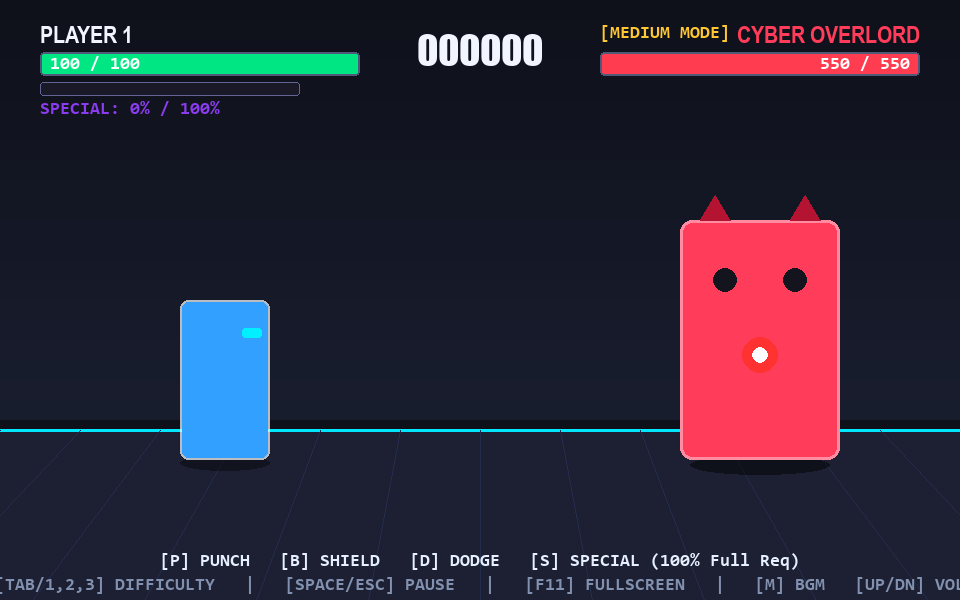 PLAYER 1
100 / 100
SPECIAL: 0% / 100%
000000
[MEDIUM MODE] CYBER OVERLORD
550 / 550
[P] PUNCH [B] SHIELD [D] DODGE [S] SPECIAL (100% Full Req)
[TAB/1,2,3] DIFFICULTY | [SPACE/ESC] PAUSE | [F11] FULLSCREEN | [M] BGM [UP/DN] VOL